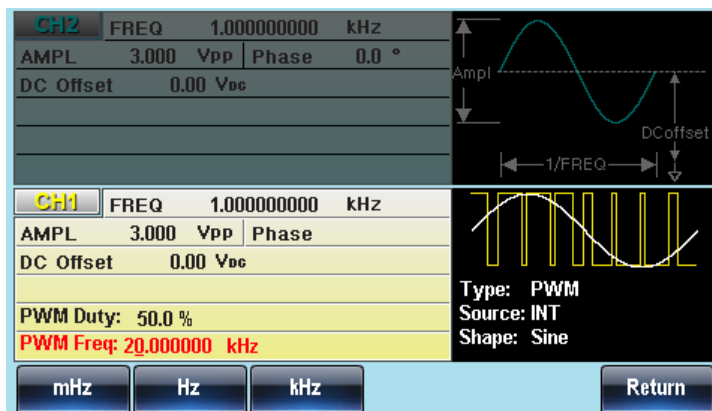 CH2 FREQ 1.000000000 kHz
AMPL 3.000 Vpp Phase 0.0 °
DC Offset 0.00 VDC
Ampl
DCoffset
1/FREQ
CH1 FREQ 1.000000000 kHz
AMPL 3.000 Vpp Phase
DC Offset 0.00 VDC
PWM Duty: 50.0 %
PWM Freq: 20.000000 kHz
Type: PWM
Source: INT
Shape: Sine
mHz Hz kHz Return